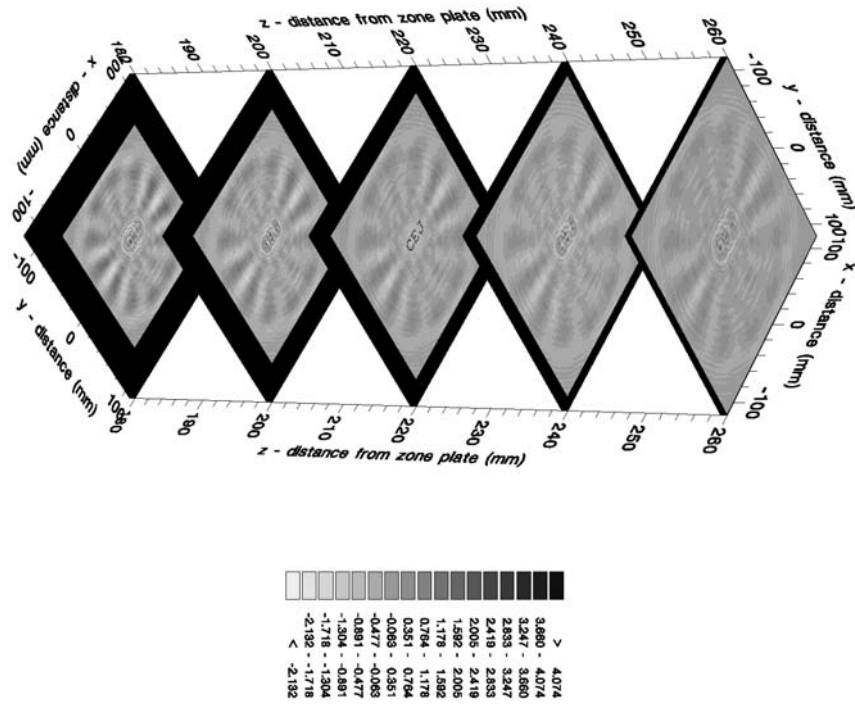 z - distance from zone plate (mm)
180 190 200 210 220 230 240 250 260
x - distance (mm)
100 0 -100
y - distance (mm)
-100 0 100
y - distance (mm)
-100 0 100
x - distance (mm)
100 0 -100
CEJ
180 190 200 210 220 230 240 250 260
z - distance from zone plate (mm)
> 4.074
3.660 - 4.074
3.247 - 3.660
2.833 - 3.247
2.419 - 2.833
2.005 - 2.419
1.592 - 2.005
1.178 - 1.592
0.764 - 1.178
0.351 - 0.764
-0.063 - 0.351
-0.477 - -0.063
-0.891 - -0.477
-1.304 - -0.891
-1.718 - -1.304
-2.132 - -1.718
< -2.132